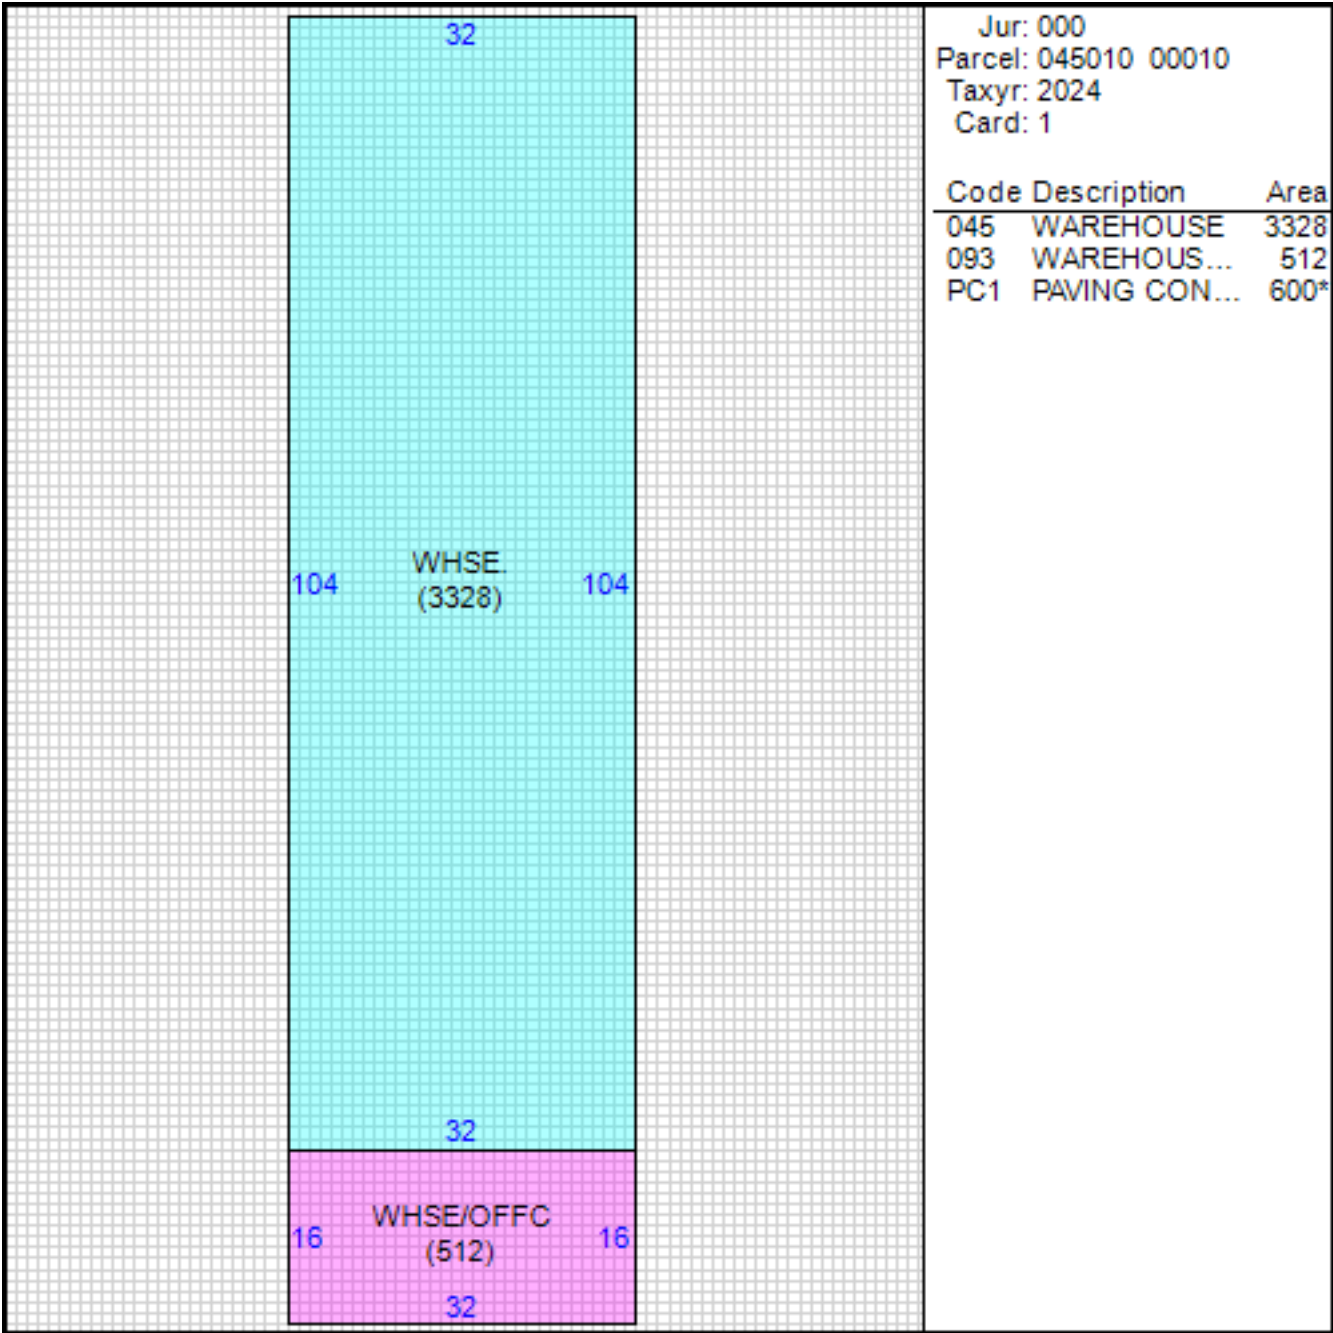 32
WHSE.
(3328)
104
104
32
WHSE/OFFC
(512)
16
16
32
Jur: 000
Parcel: 045010 00010
Taxyr: 2024
Card: 1
Code Description Area
045 WAREHOUSE 3328
093 WAREHOUS... 512
PC1 PAVING CON... 600*